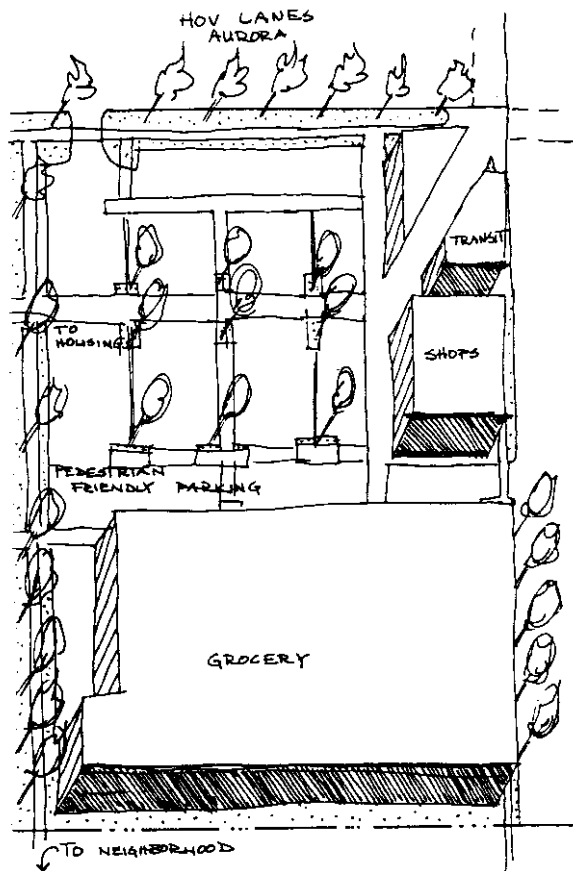 HOV LANES
AURORA
TRANSIT
TO
HOUSING
SHOPS
PEDESTRIAN
FRIENDLY PARKING
GROCERY
TO NEIGHBORHOOD